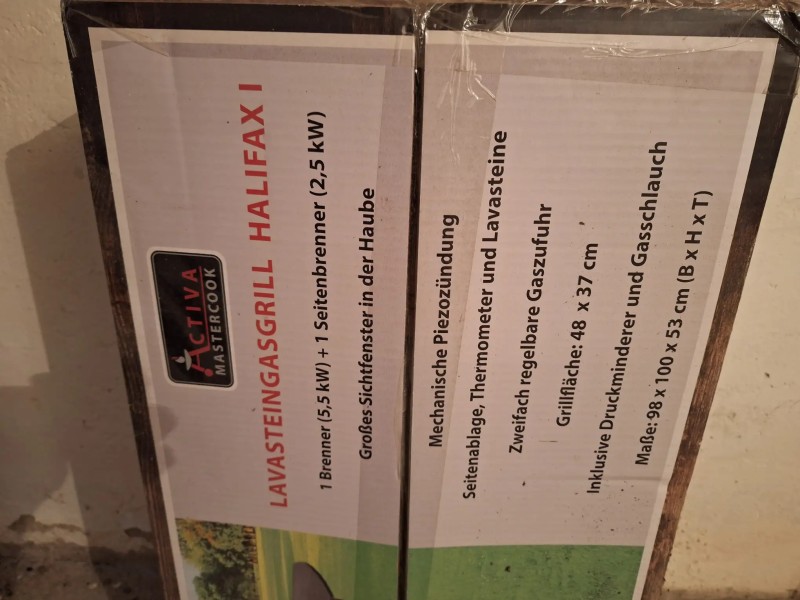 ACTIVA
MASTERCOOK
LAVASTEINGASGRILL HALIFAX I
1 Brenner (5,5 kW) + 1 Seitenbrenner (2,5 kW)
Großes Sichtfenster in der Haube
Mechanische Piezozündung
Seitenablage, Thermometer und Lavasteine
Zweifach regelbare Gaszufuhr
Grillfläche: 48 x 37 cm
Inklusive Druckminderer und Gasschlauch
Maße: 98 x 100 x 53 cm (B x H x T)